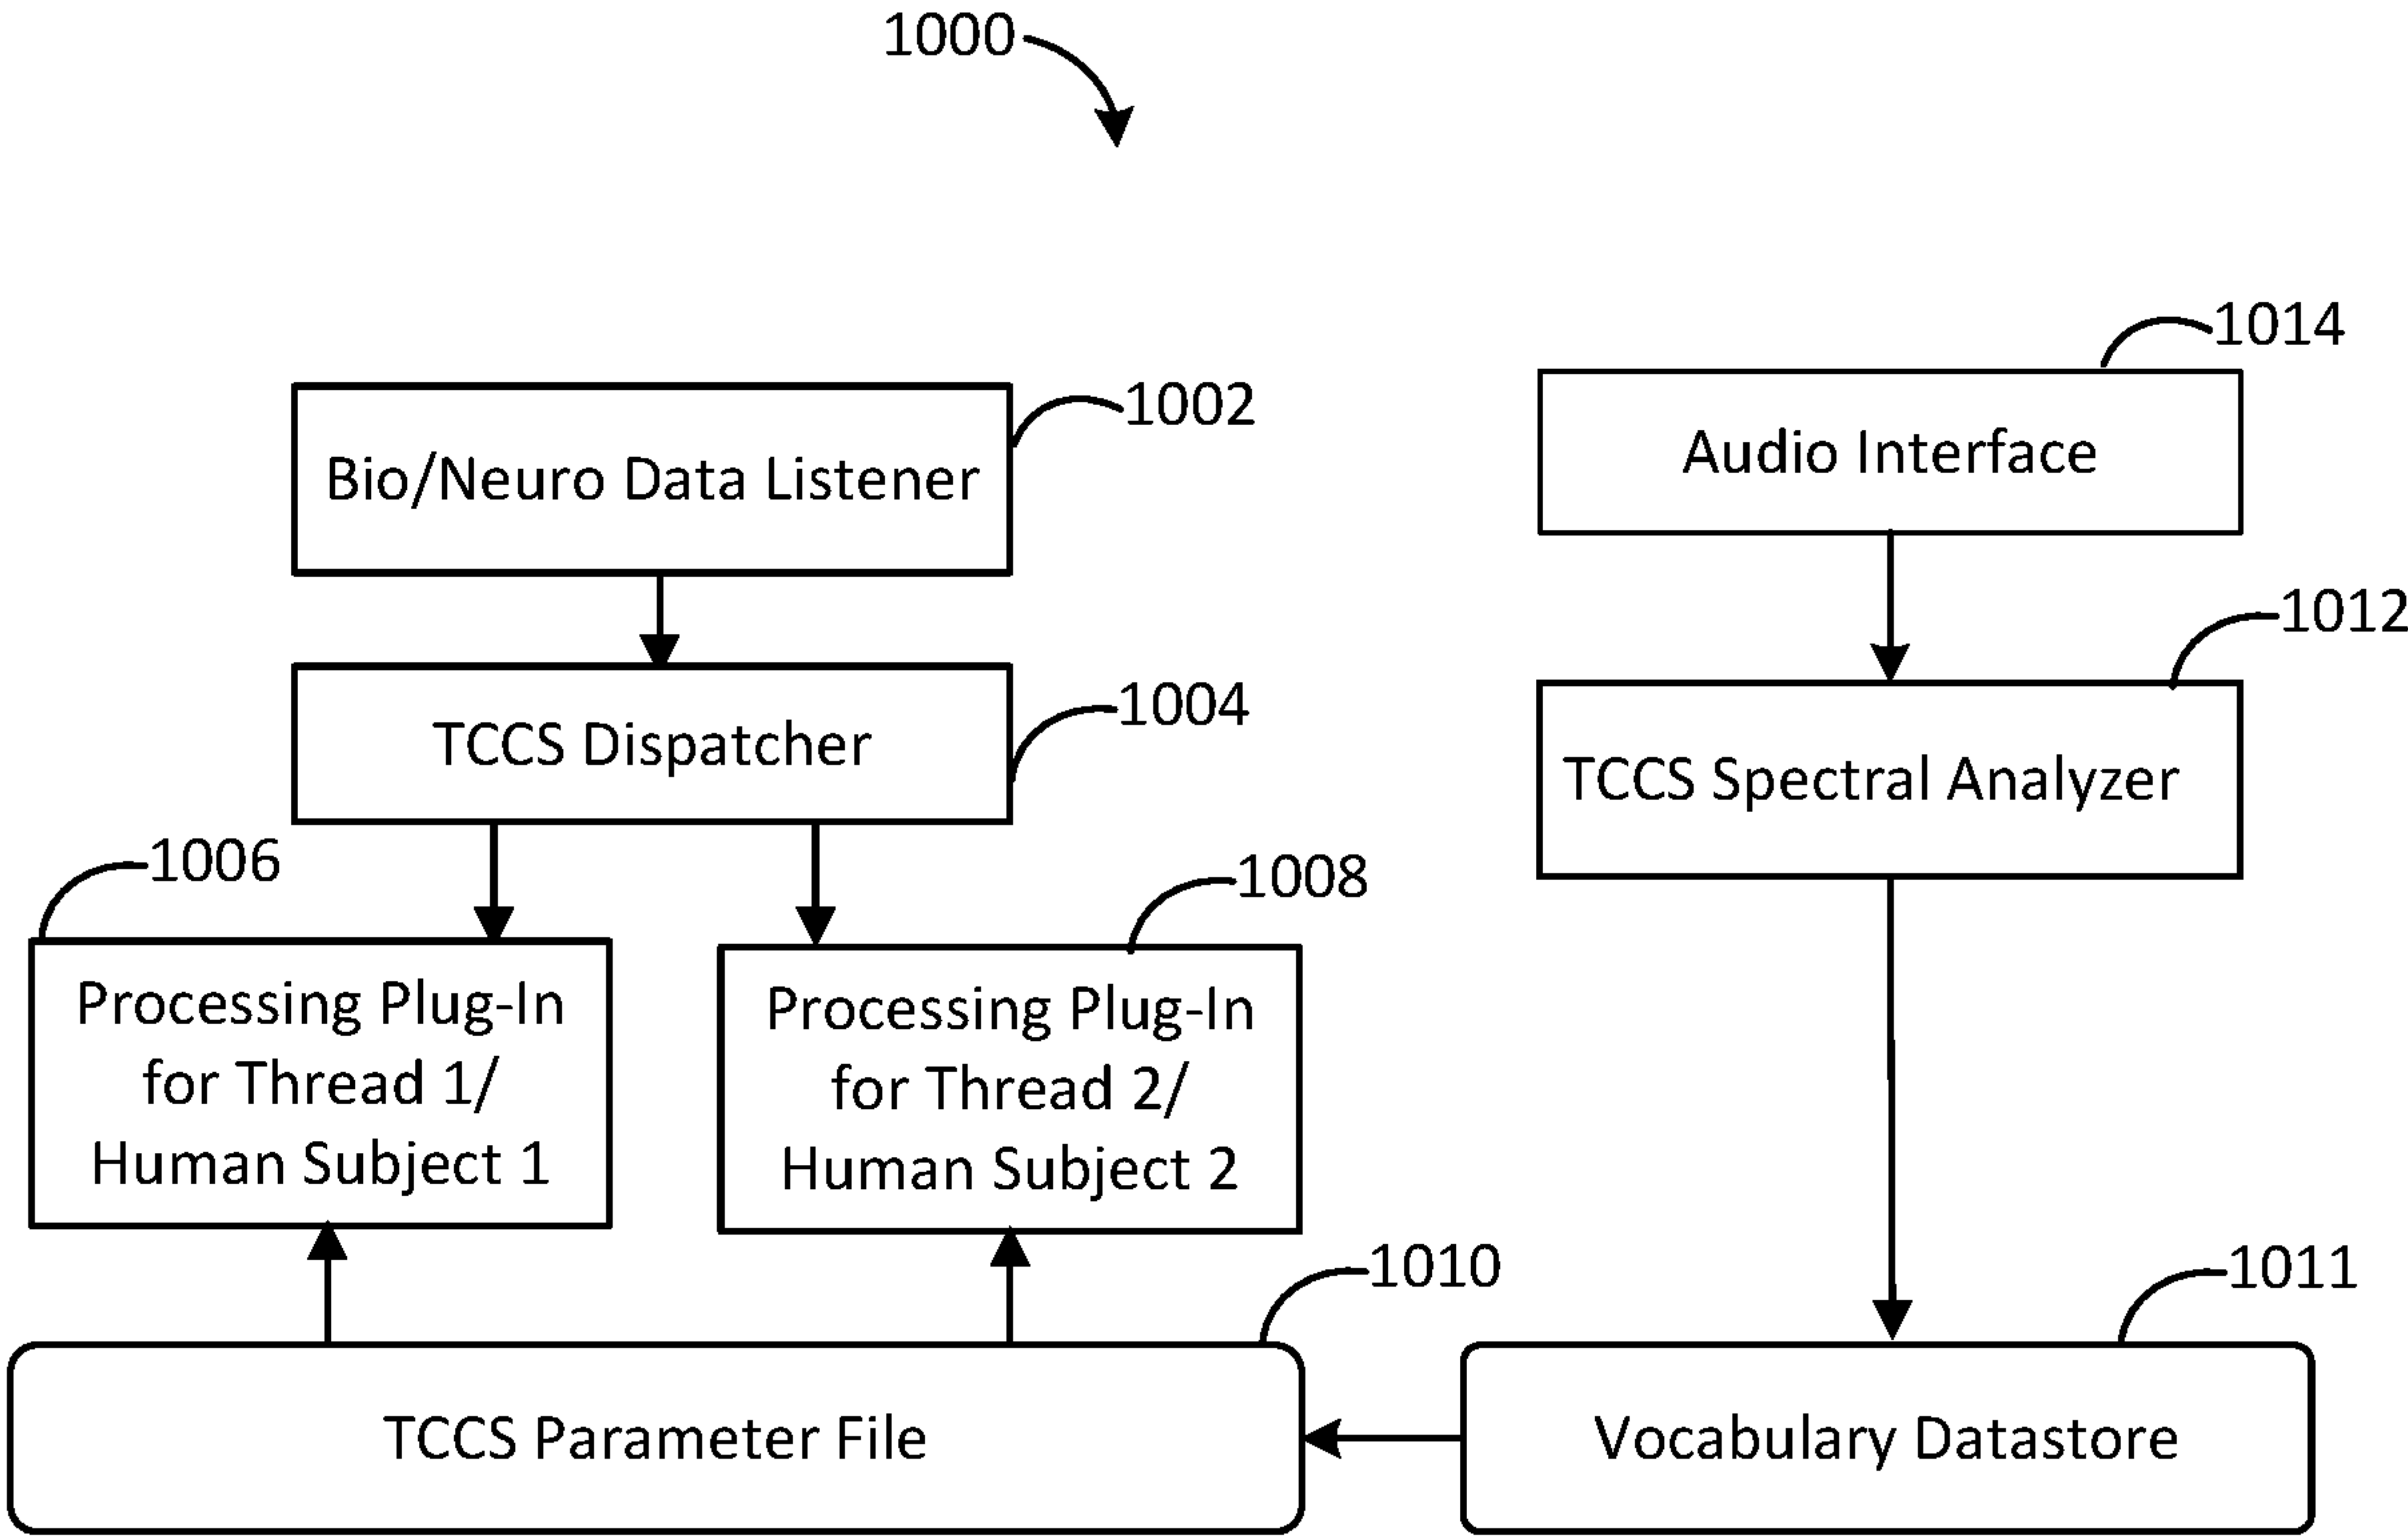 1000
1014
Audio Interface
1002
Bio/Neuro Data Listener
1012
TCCS Spectral Analyzer
1004
TCCS Dispatcher
1006
Processing Plug-In
for Thread 1/
Human Subject 1
1008
Processing Plug-In
for Thread 2/
Human Subject 2
1010
TCCS Parameter File
1011
Vocabulary Datastore